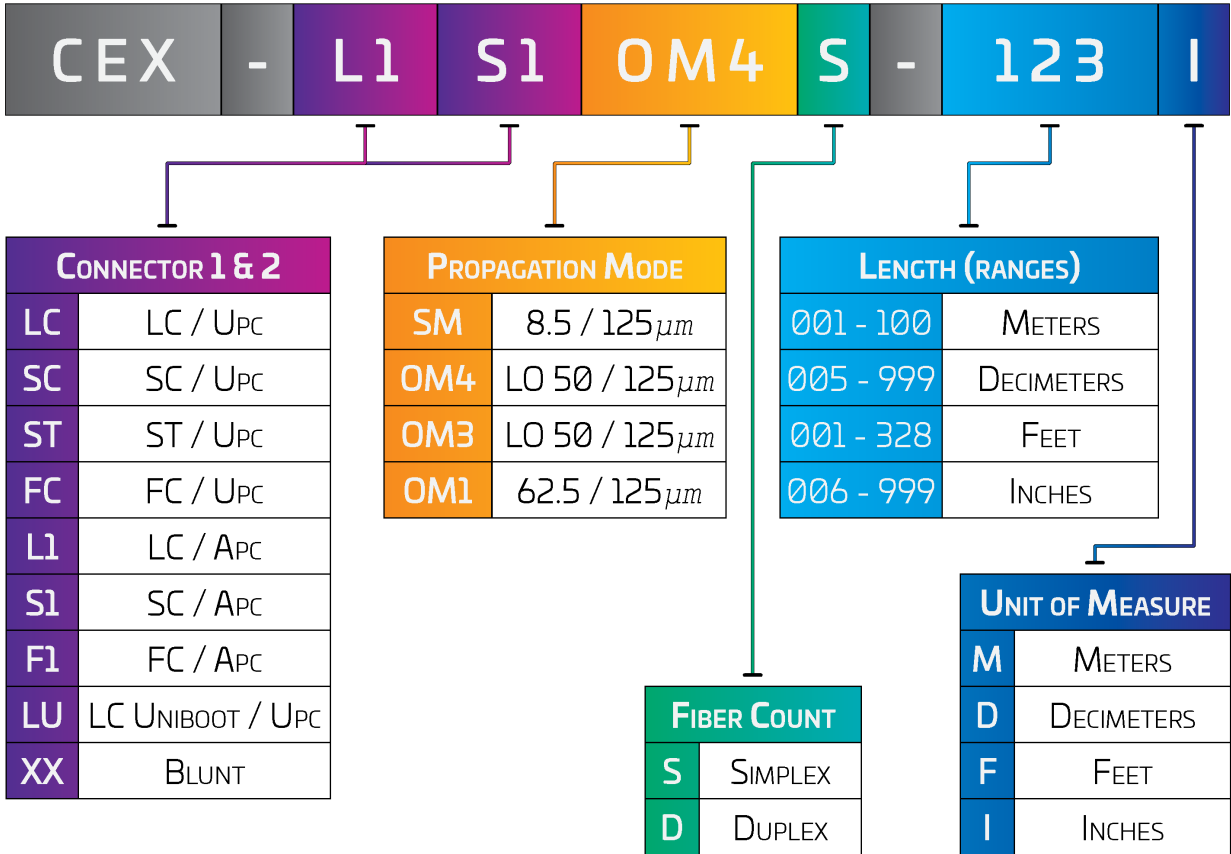 CEX - L1 S1 OM4 S - 123 I
CONNECTOR 1 & 2
LC LC / UPC
SC SC / UPC
ST ST / UPC
FC FC / UPC
L1 LC / APC
S1 SC / APC
F1 FC / APC
LU LC UNIBOOT / UPC
XX BLUNT
PROPAGATION MODE
SM 8.5 / 125µm
OM4 LO 50 / 125µm
OM3 LO 50 / 125µm
OM1 62.5 / 125µm
LENGTH (RANGES)
001 - 100 METERS
005 - 999 DECIMETERS
001 - 328 FEET
006 - 999 INCHES
FIBER COUNT
S SIMPLEX
D DUPLEX
UNIT OF MEASURE
M METERS
D DECIMETERS
F FEET
I INCHES